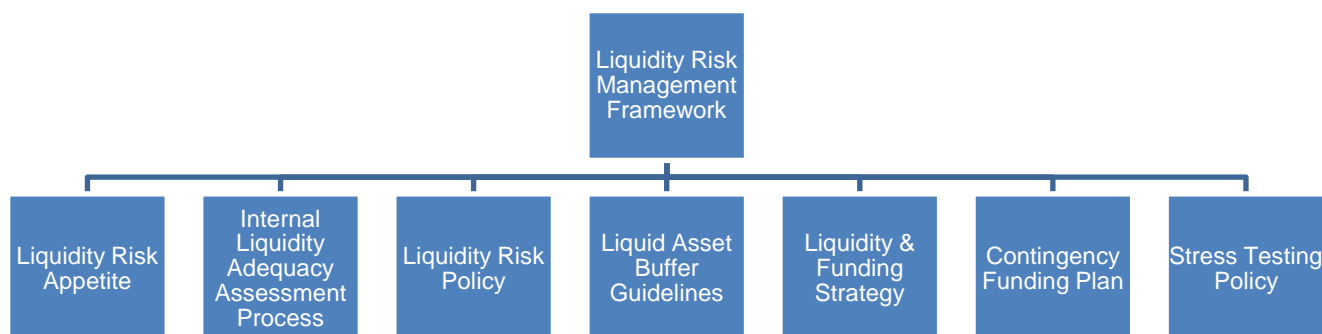 Liquidity Risk
Management
Framework
Liquidity Risk
Appetite
Internal
Liquidity
Adequacy
Assessment
Process
Liquidity Risk
Policy
Liquid Asset
Buffer
Guidelines
Liquidity &
Funding
Strategy
Contingency
Funding Plan
Stress Testing
Policy